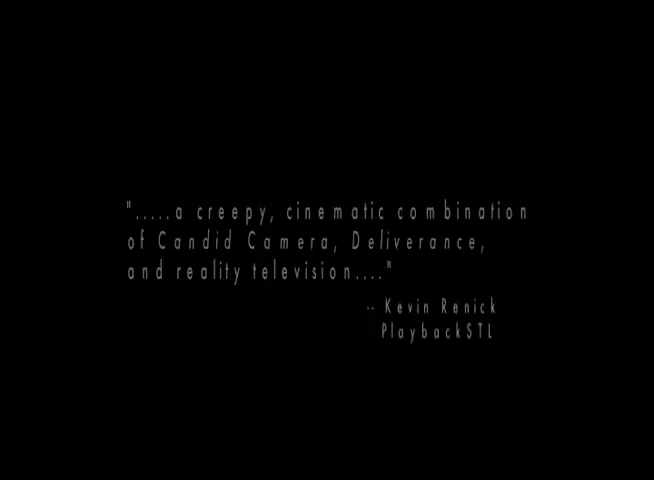 ".....a creepy, cinematic combination
of Candid Camera, Deliverance,
and reality television...."
-- Kevin Renick
PlaybackSTL